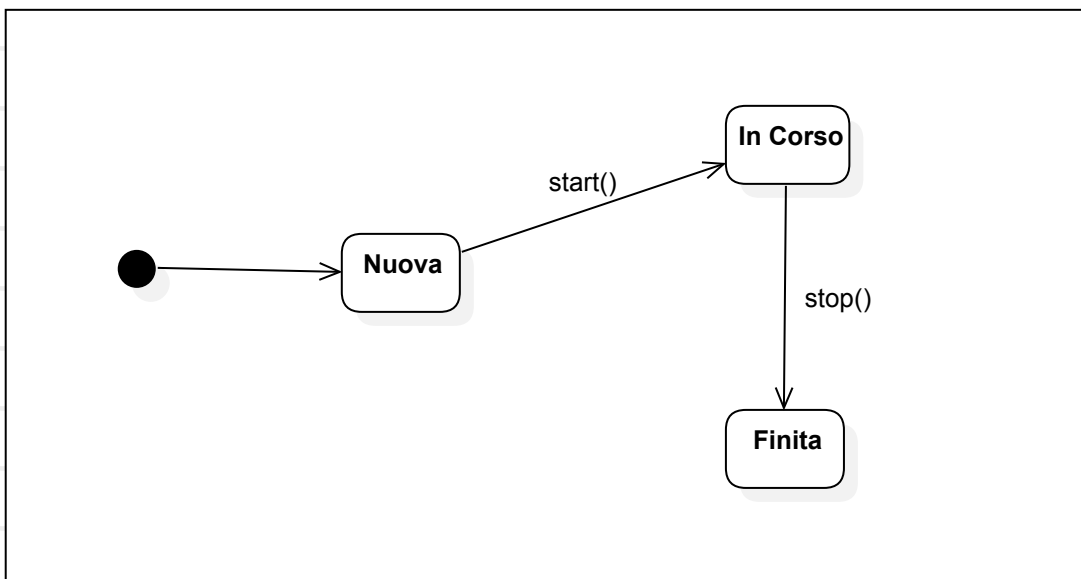 In Corso
start()
Nuova
stop()
Finita